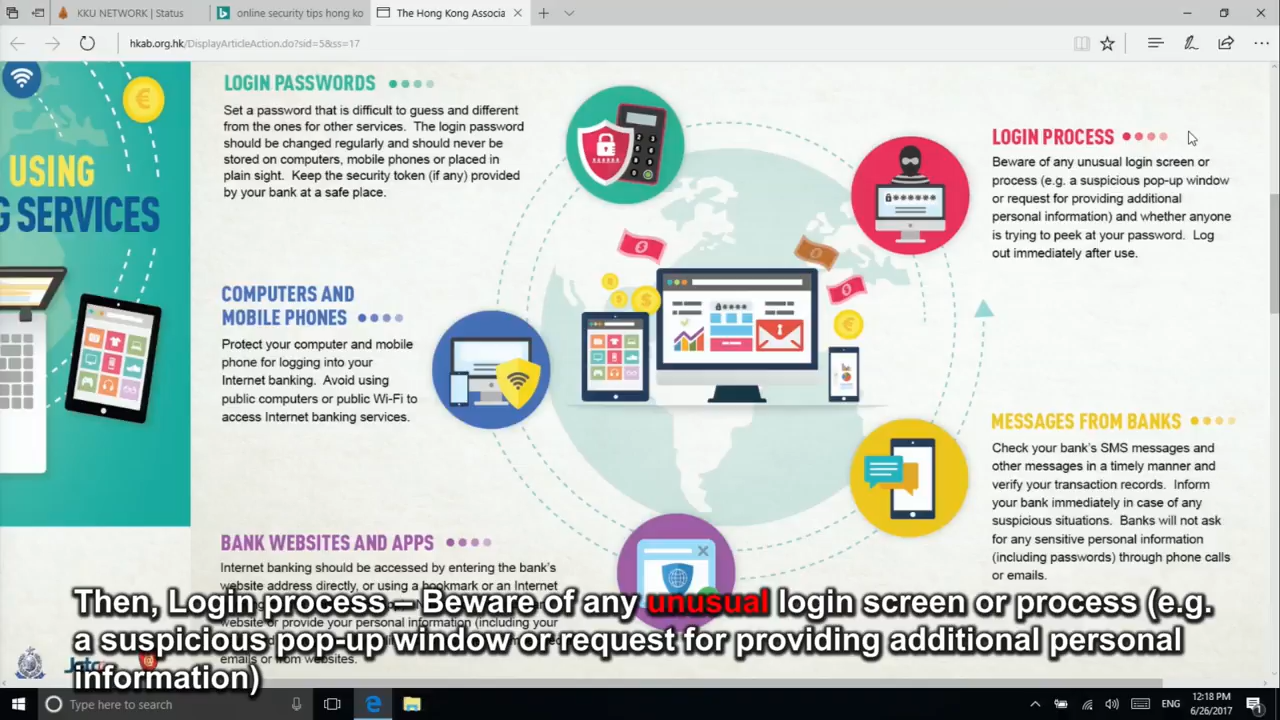 KKU NETWORK | Status
online security tips hong ko
The Hong Kong Associa
hkab.org.hk/DisplayArticleAction.do?sid=5&ss=17
USING
G SERVICES
LOGIN PASSWORDS
Set a password that is difficult to guess and different
from the ones for other services. The login password
should be changed regularly and should never be
stored on computers, mobile phones or placed in
plain sight. Keep the security token (if any) provided
by your bank at a safe place.
LOGIN PROCESS
Beware of any unusual login screen or
process (e.g. a suspicious pop-up window
or request for providing additional
personal information) and whether anyone
is trying to peek at your password. Log
out immediately after use.
COMPUTERS AND
MOBILE PHONES
Protect your computer and mobile
phone for logging into your
Internet banking. Avoid using
public computers or public Wi-Fi to
access Internet banking services.
MESSAGES FROM BANKS
Check your bank's SMS messages and
other messages in a timely manner and
verify your transaction records. Inform
your bank immediately in case of any
suspicious situations. Banks will not ask
for any sensitive personal information
(including passwords) through phone calls
or emails.
BANK WEBSITES AND APPS
Internet banking should be accessed by entering the bank's
website address directly, or using a bookmark or an Internet
website or provide your personal information (including your
emails or from websites.
Then, Login process – Beware of any unusual login screen or process (e.g.
a suspicious pop-up window or request for providing additional personal
information)
Type here to search
ENG
12:18 PM
6/26/2017